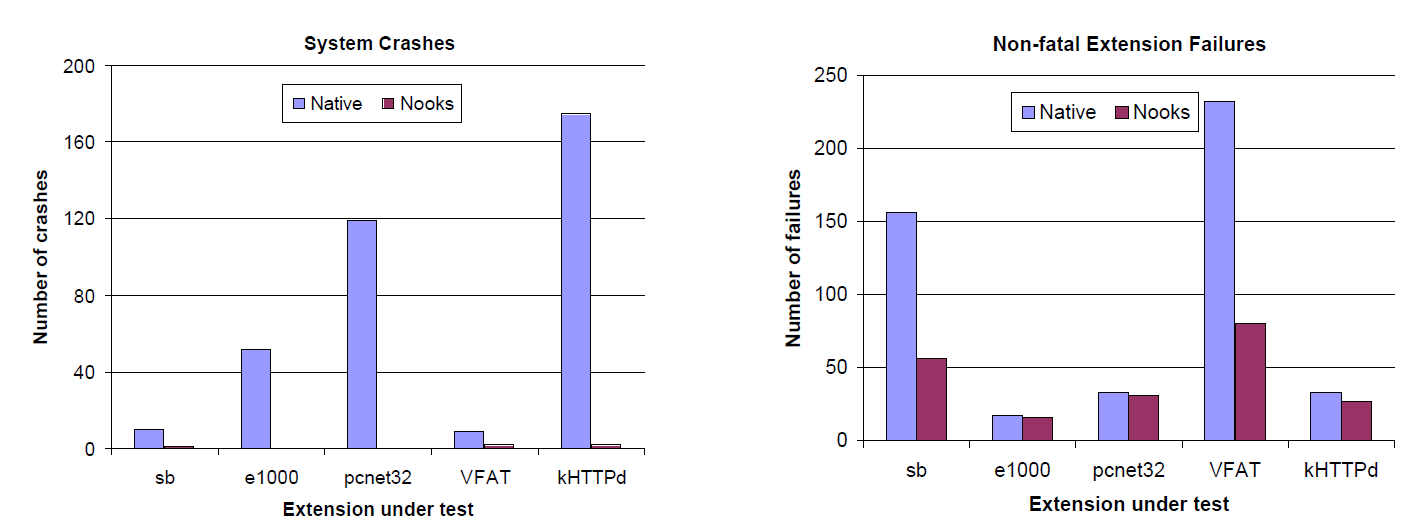 System Crashes
200
160
120
80
40
0
Number of crashes
Native Nooks
sb e1000 pcnet32 VFAT kHTTPd
Extension under test
Non-fatal Extension Failures
250
200
150
100
50
0
Number of failures
Native Nooks
sb e1000 pcnet32 VFAT kHTTPd
Extension under test